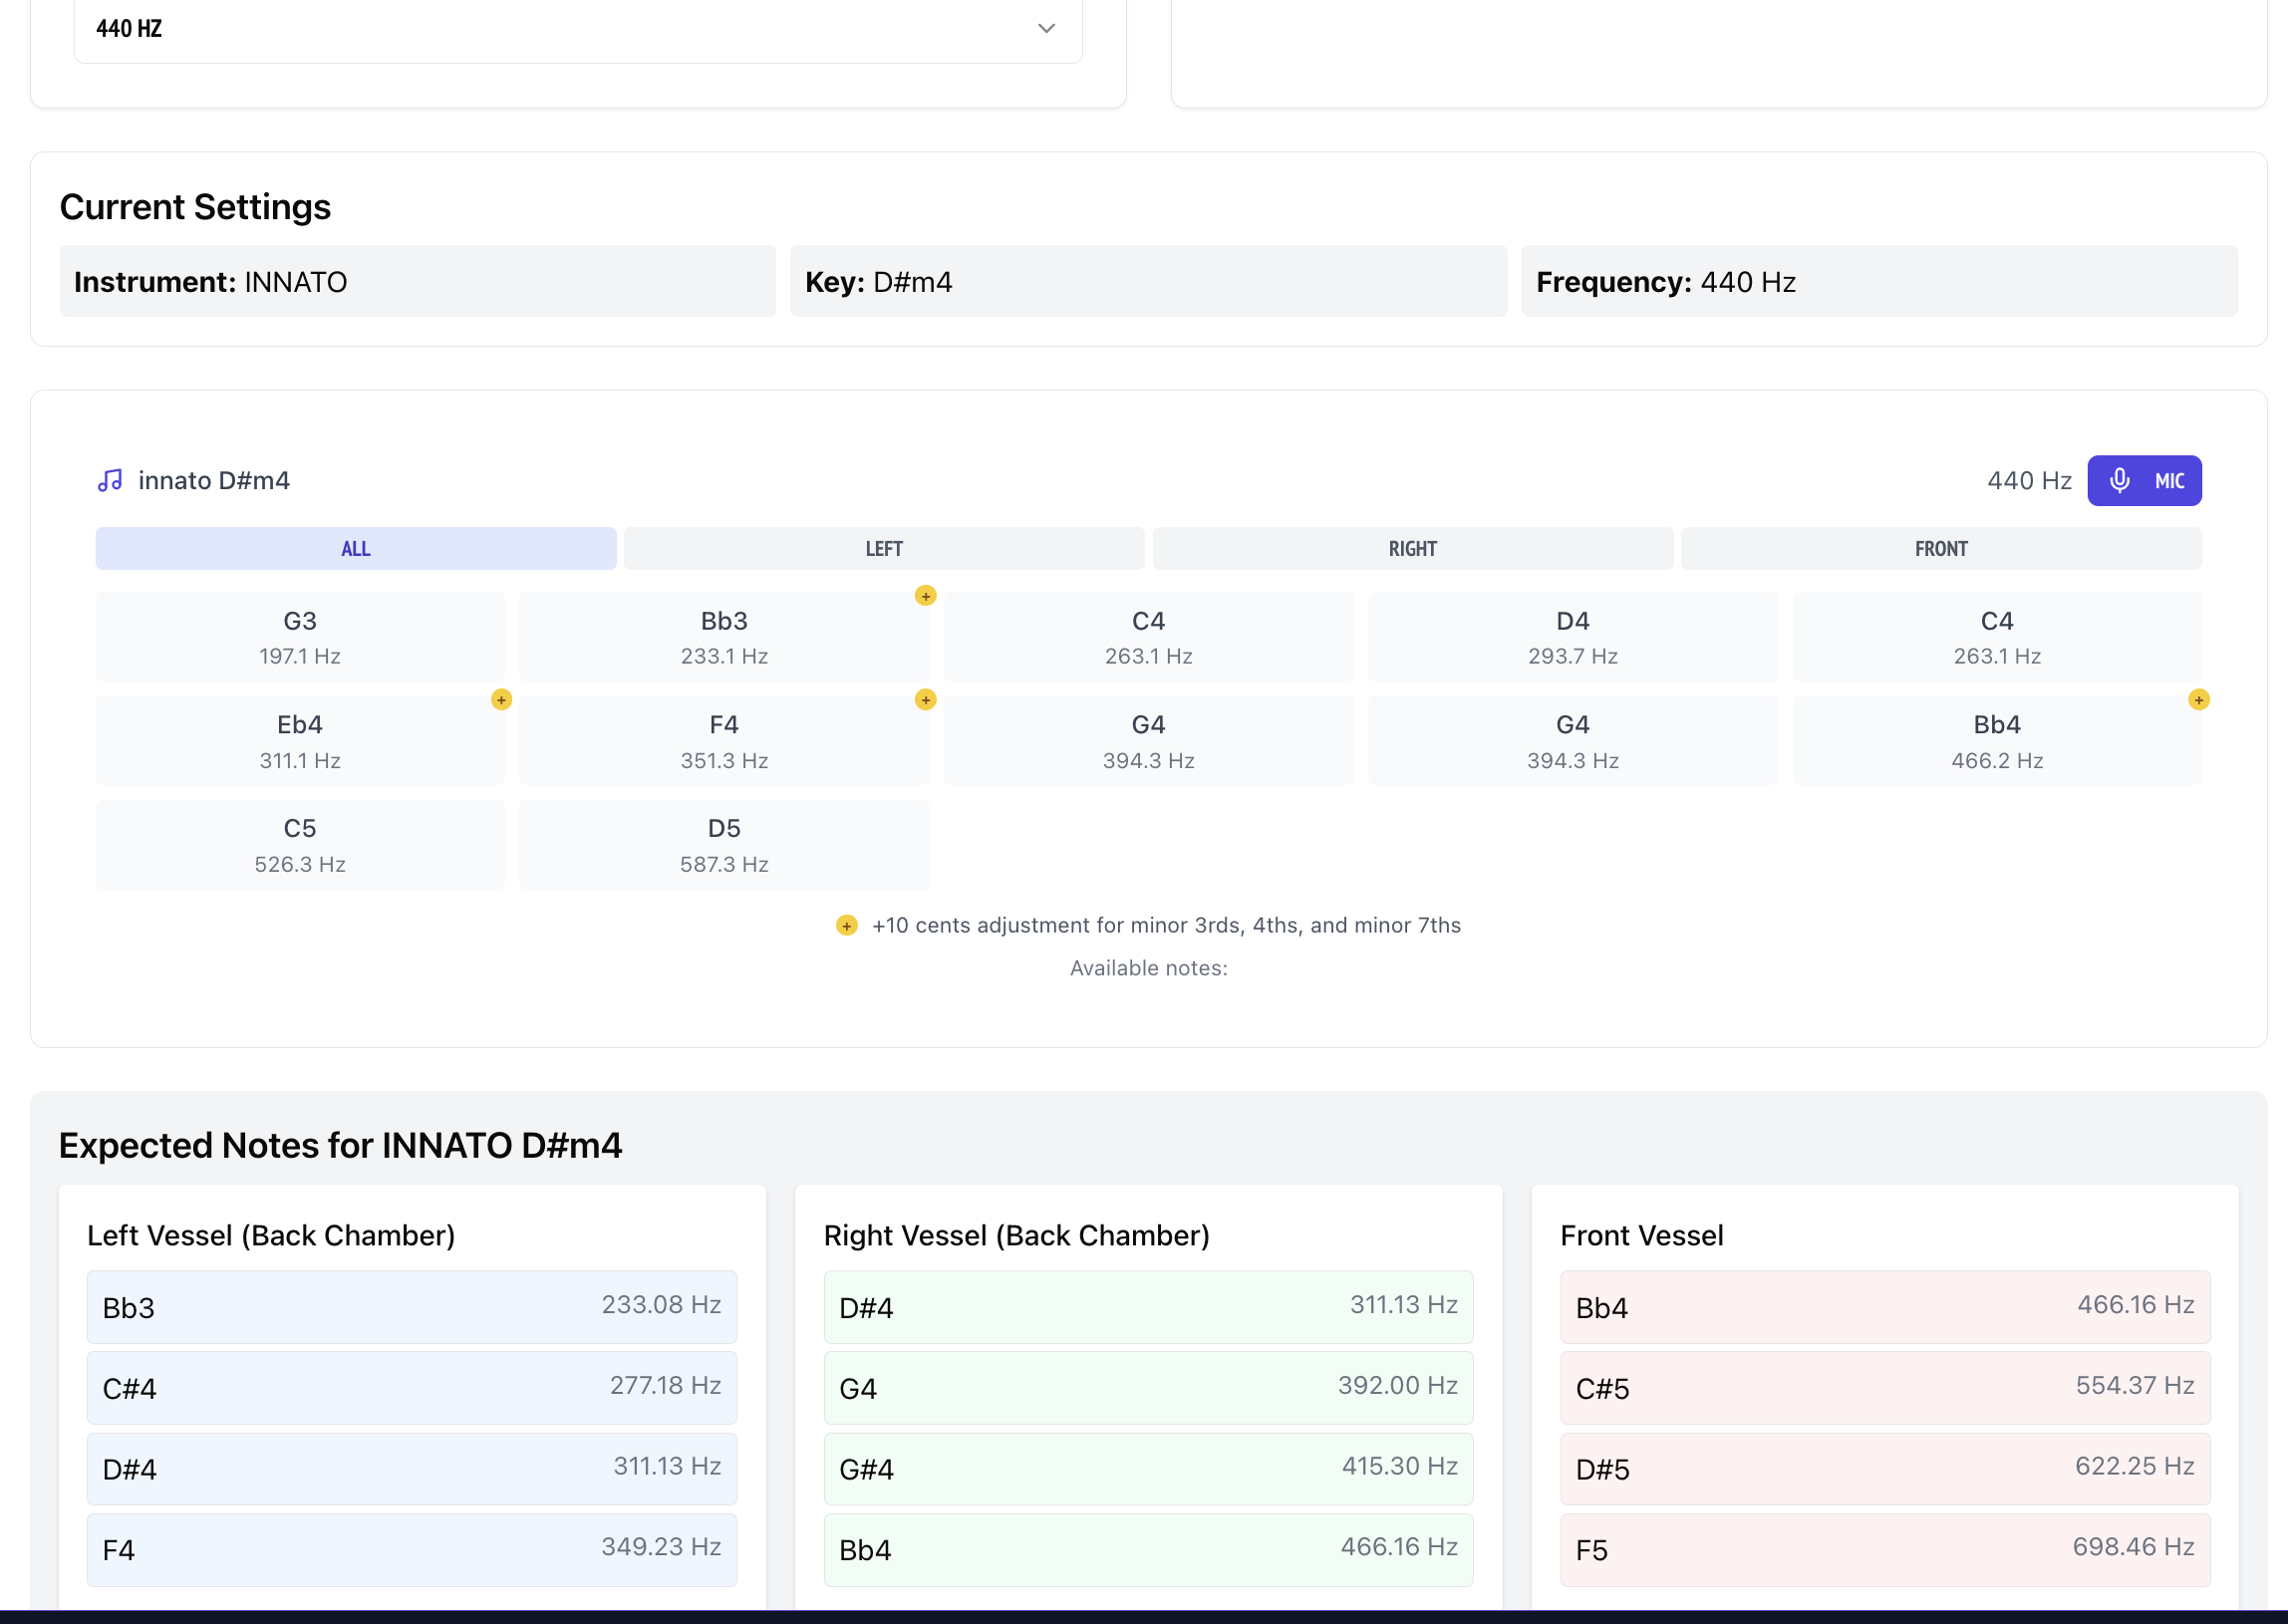 440 HZ
Current Settings
Instrument: INNATO
Key: D#m4
Frequency: 440 Hz
innato D#m4
440 Hz
MIC
ALL
LEFT
RIGHT
FRONT
+
G3
Bb3
C4
D4
C4
197.1 Hz
233.1 Hz
263.1 Hz
293.7 Hz
263.1 Hz
+
+
+
Eb4
F4
G4
G4
Bb4
311.1 Hz
351.3 Hz
394.3 Hz
394.3 Hz
466.2 Hz
C5
D5
526.3 Hz
587.3 Hz
+ +10 cents adjustment for minor 3rds, 4ths, and minor 7ths
Available notes:
Expected Notes for INNATO D#m4
Left Vessel (Back Chamber)
Bb3 233.08 Hz
C#4 277.18 Hz
D#4 311.13 Hz
F4 349.23 Hz
Right Vessel (Back Chamber)
D#4 311.13 Hz
G4 392.00 Hz
G#4 415.30 Hz
Bb4 466.16 Hz
Front Vessel
Bb4 466.16 Hz
C#5 554.37 Hz
D#5 622.25 Hz
F5 698.46 Hz